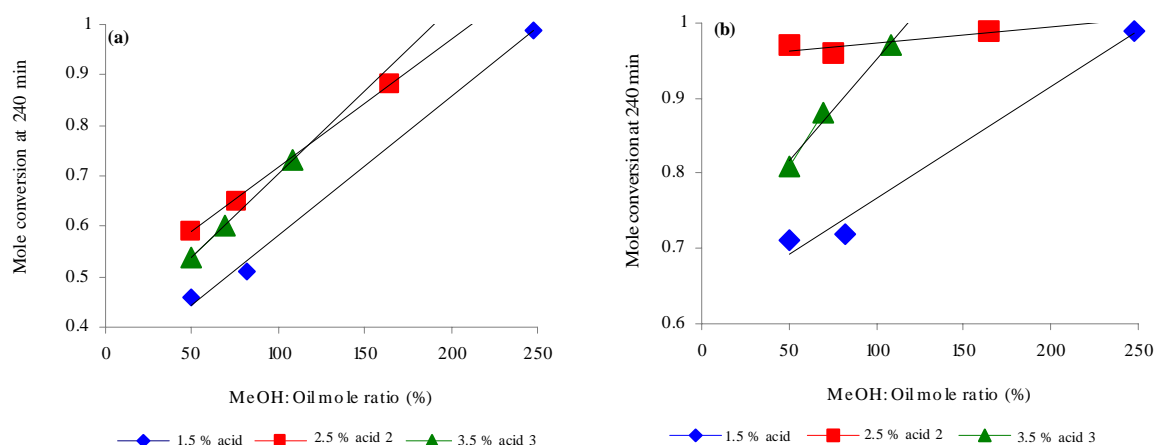 (a)
Mole conversion at 240 min
1
0.9
0.8
0.7
0.6
0.5
0.4
0 50 100 150 200 250
MeOH: Oil mole ratio (%)
1.5 % acid 2.5 % acid 2 3.5 % acid 3
(b)
Mole conversion at 240 min
1
0.9
0.8
0.7
0.6
0 50 100 150 200 250
MeOH: Oil mole ratio (%)
1.5 % acid 2.5 % acid 2 3.5 % acid 3